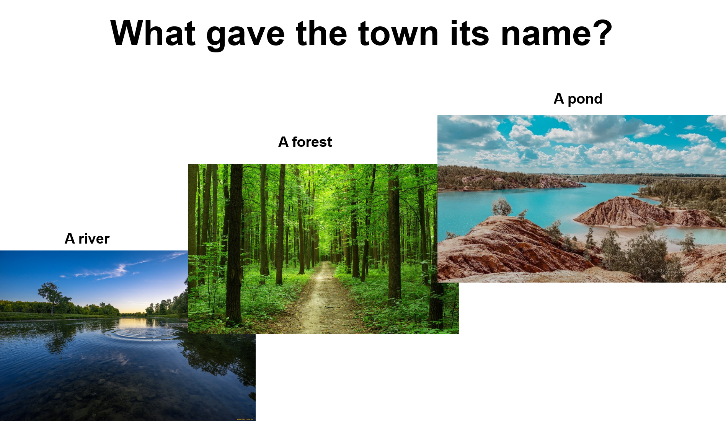 What gave the town its name?
A pond
A forest
A river